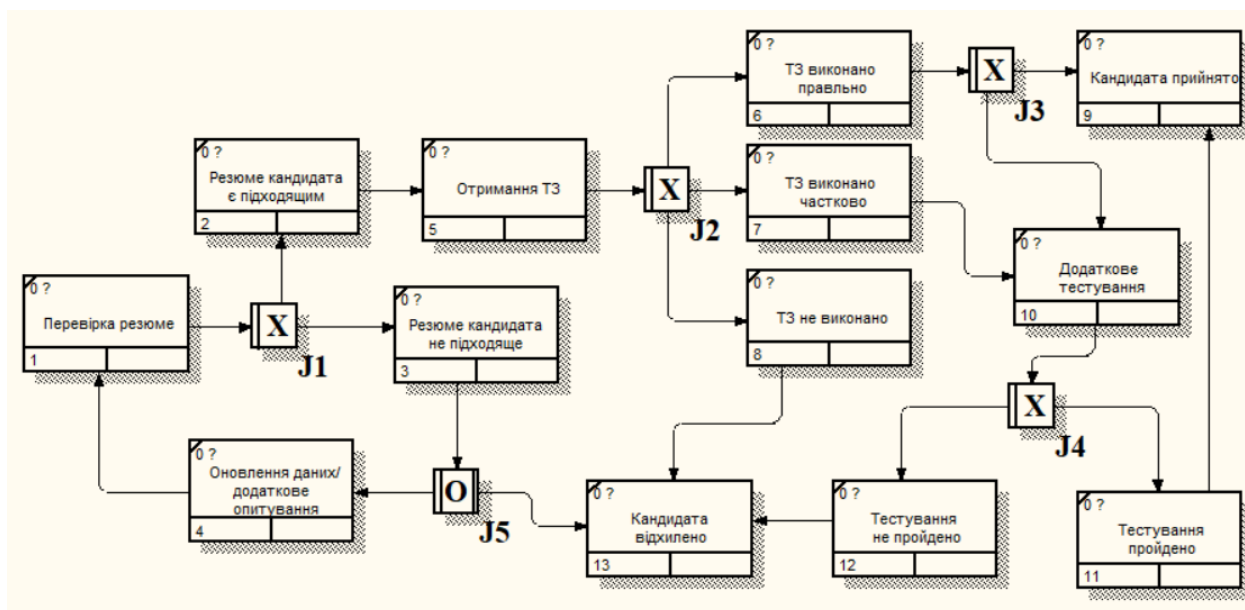 0 ?
ТЗ виконано
правльно
6
X
J3
0 ?
Кандидата прийнято
9
0 ?
Резюме кандидата
є підходящим
2
0 ?
Отримання ТЗ
5
X
J2
0 ?
ТЗ виконано
частково
7
0 ?
Додаткове
тестування
10
0 ?
Перевірка резюме
1
X
J1
0 ?
Резюме кандидата
не підходяще
3
0 ?
ТЗ не виконано
8
X
J4
0 ?
Оновлення даних/
додаткове
опитування
4
O
J5
0 ?
Кандидата
відхилено
13
0 ?
Тестування
не пройдено
12
0 ?
Тестування
пройдено
11